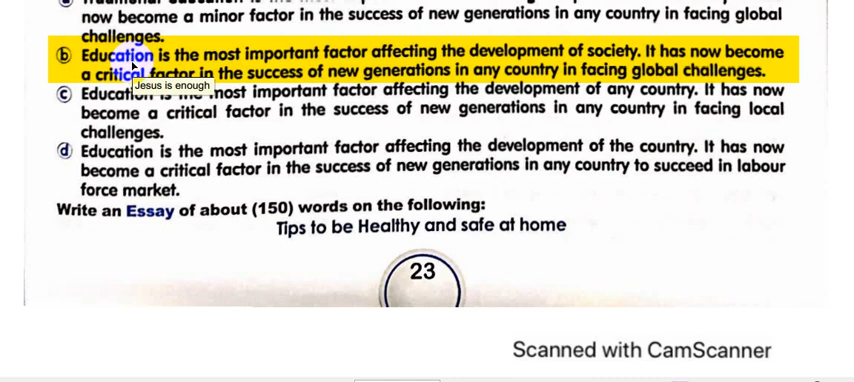 now become a minor factor in the success of new generations in any country in facing global
challenges.
b Education is the most important factor affecting the development of society. It has now become
a critical factor in the success of new generations in any country in facing global challenges.
Jesus is enough
c Education is the most important factor affecting the development of any country. It has now
become a critical factor in the success of new generations in any country in facing local
challenges.
d Education is the most important factor affecting the development of the country. It has now
become a critical factor in the success of new generations in any country to succeed in labour
force market.
Write an Essay of about (150) words on the following:
Tips to be Healthy and safe at home
23
Scanned with CamScanner